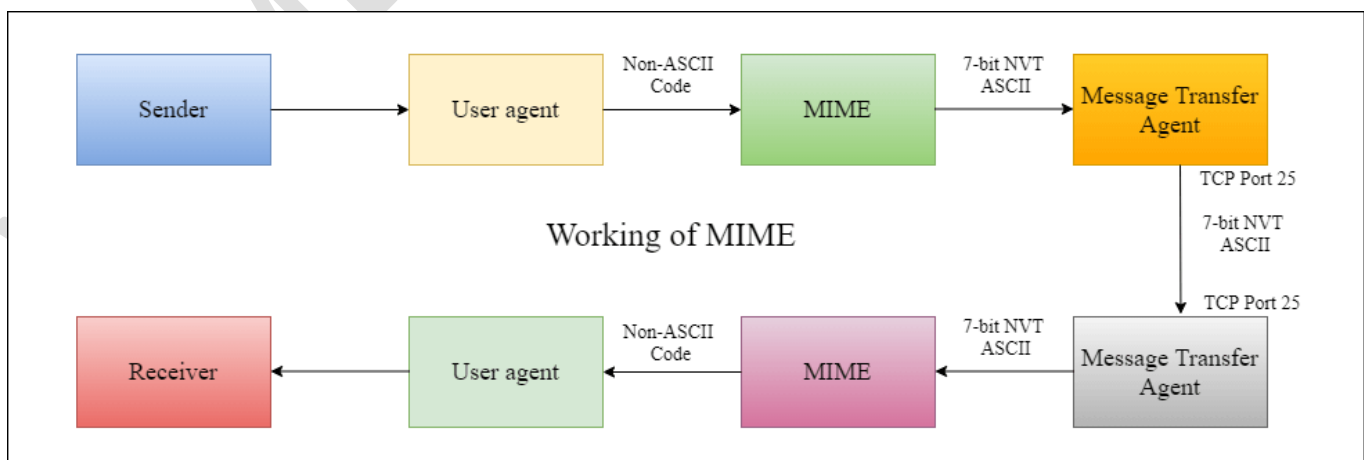 Sender
User agent
Non-ASCII
Code
MIME
7-bit NVT
ASCII
Message Transfer
Agent
TCP Port 25
7-bit NVT
ASCII
TCP Port 25
Working of MIME
Receiver
User agent
Non-ASCII
Code
MIME
7-bit NVT
ASCII
Message Transfer
Agent